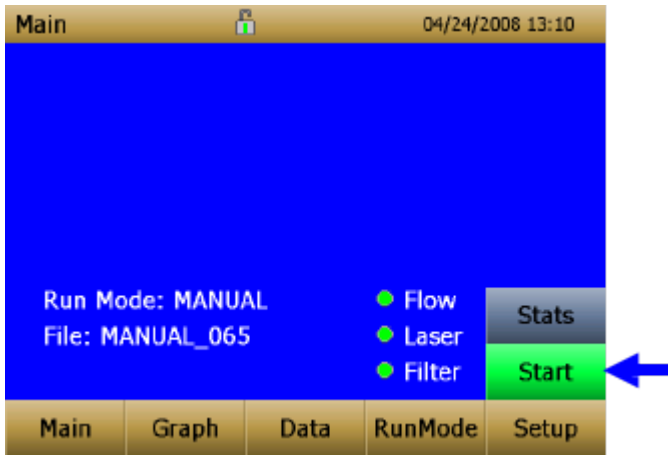 Main 04/24/2008 13:10
Run Mode: MANUAL
File: MANUAL_065
Flow
Laser
Filter
Stats
Start
Main Graph Data RunMode Setup